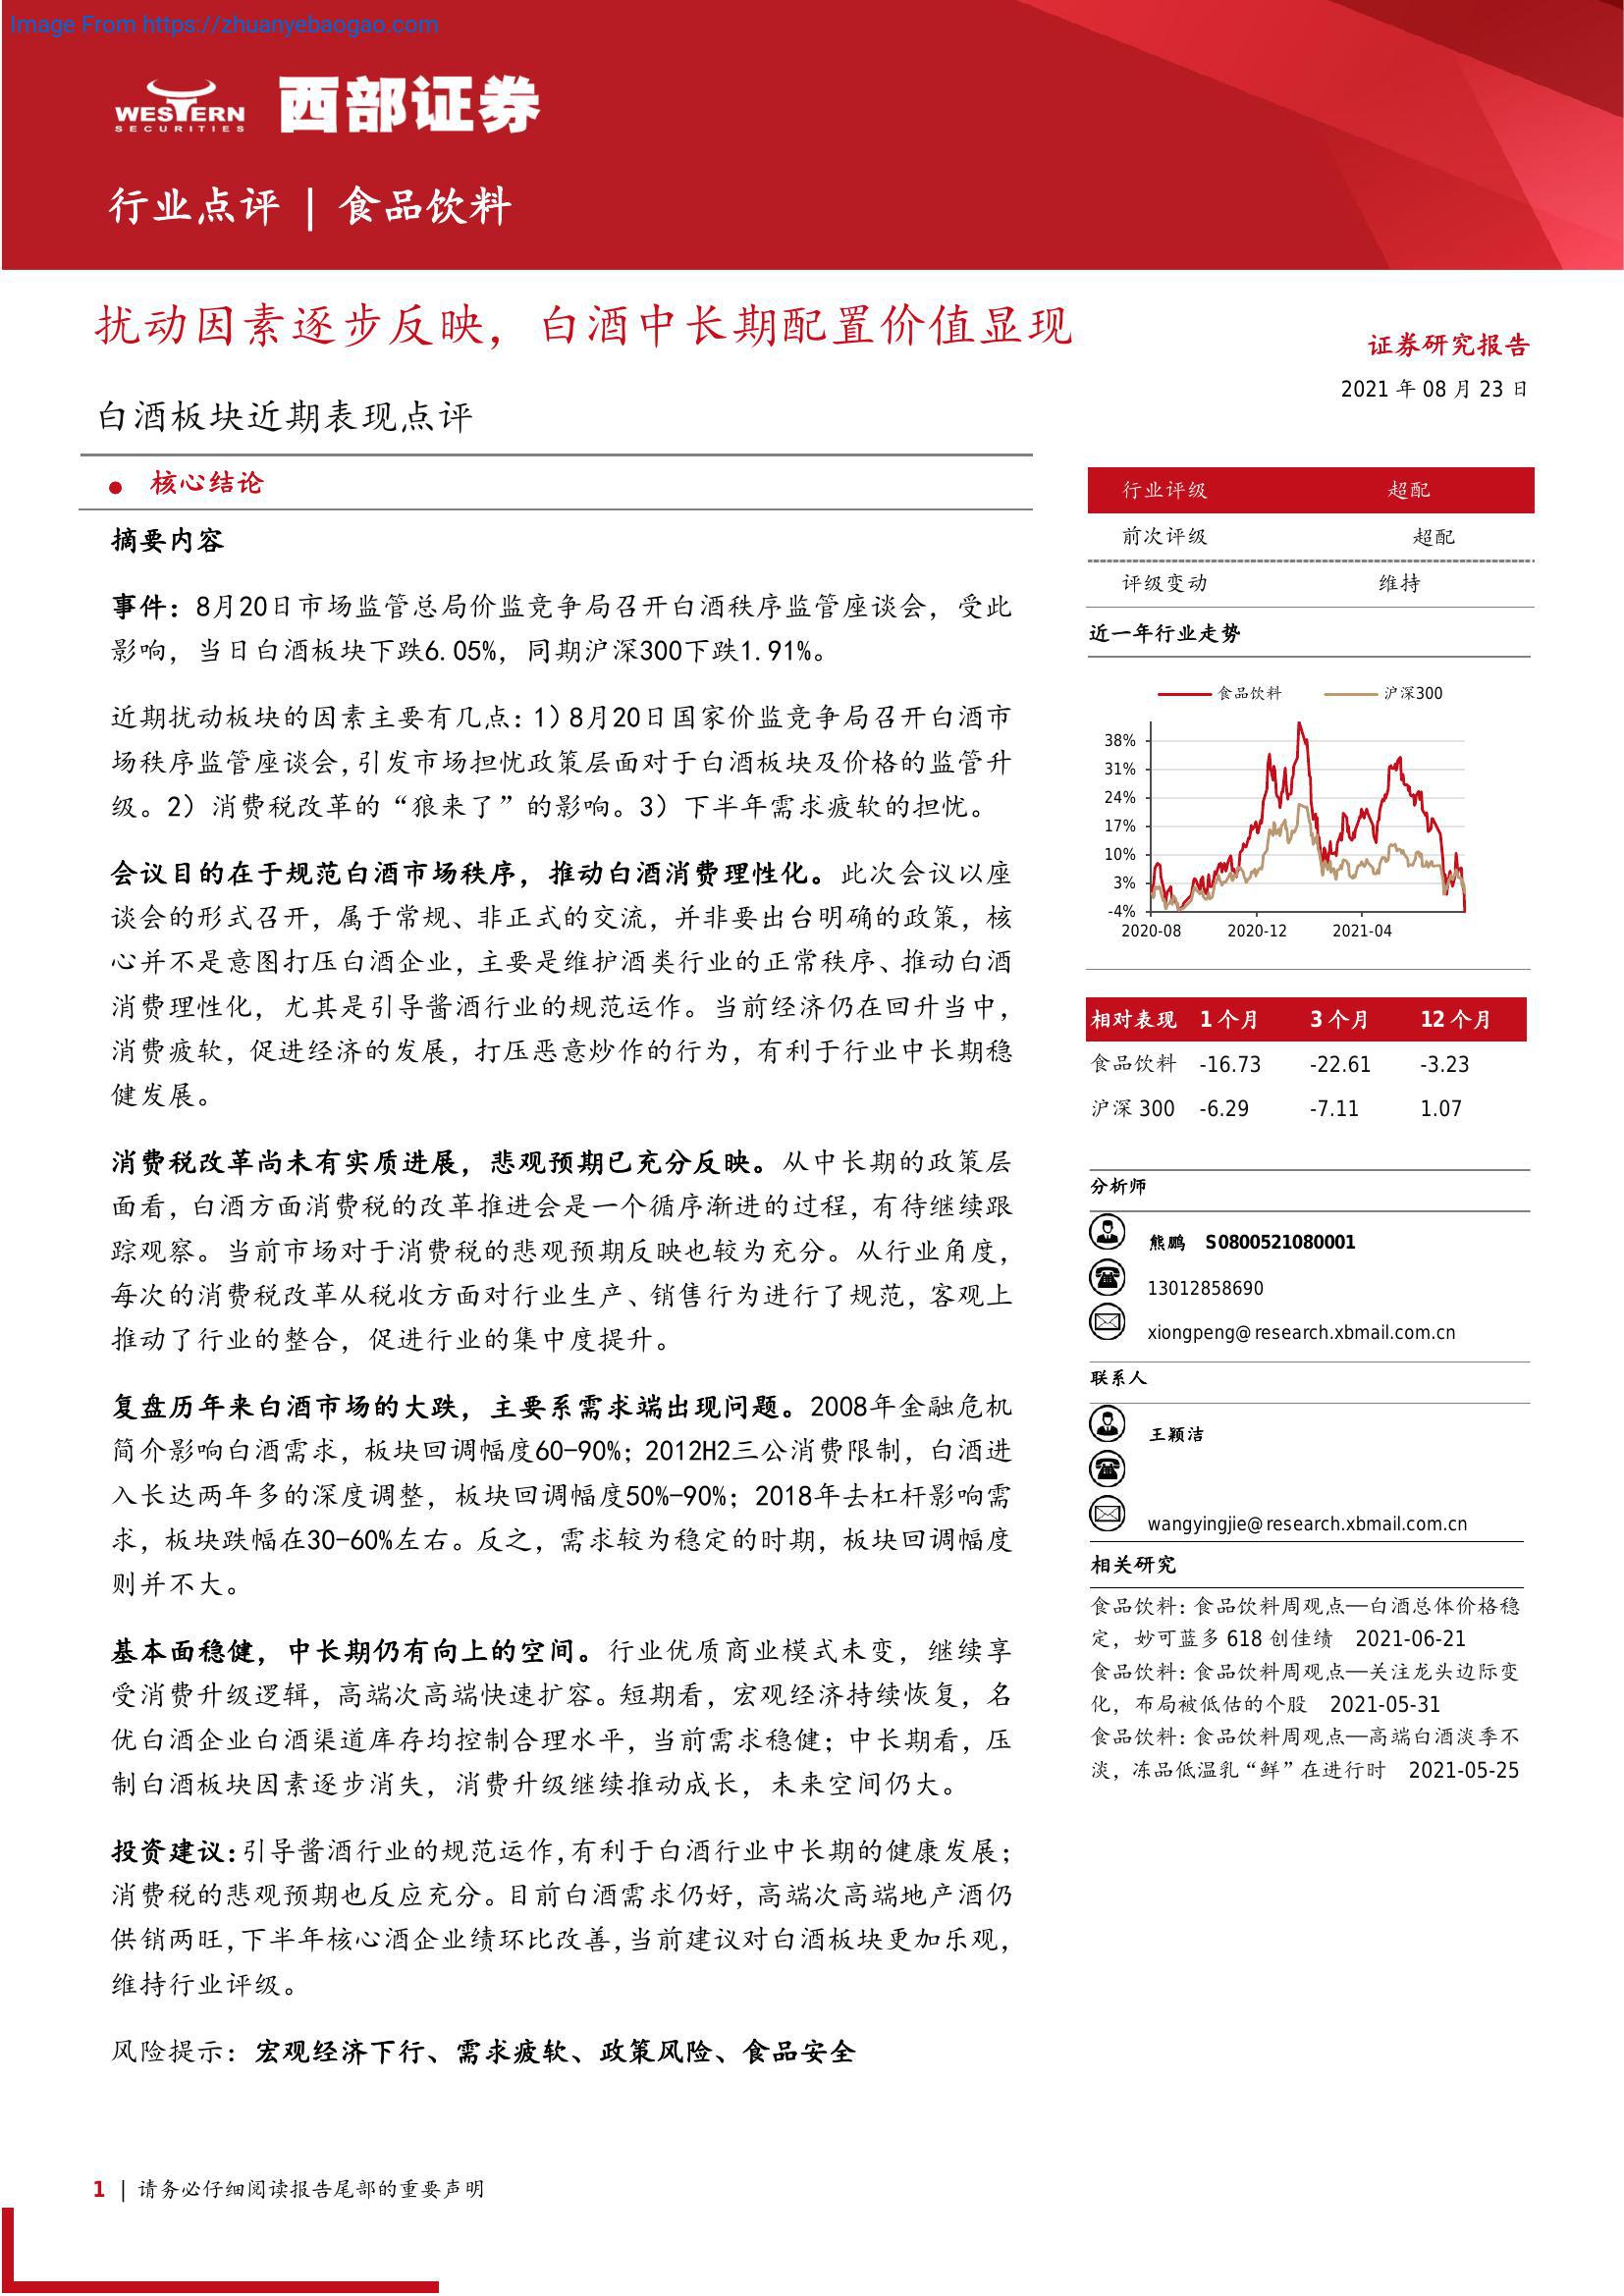 Image From https://zhuanyebaogao.com
WESTERN
SECURITIES
西部证券
行业点评 | 食品饮料
扰动因素逐步反映，白酒中长期配置价值显现
白酒板块近期表现点评
证券研究报告
2021 年 08 月 23 日
● 核心结论
摘要内容
事件：8月20日市场监管总局价监竞争局召开白酒秩序监管座谈会，受此
影响，当日白酒板块下跌6.05%，同期沪深300下跌1.91%。
近期扰动板块的因素主要有几点：1）8月20日国家价监竞争局召开白酒市
场秩序监管座谈会，引发市场担忧政策层面对于白酒板块及价格的监管升
级。2）消费税改革的“狼来了”的影响。3）下半年需求疲软的担忧。
会议目的在于规范白酒市场秩序，推动白酒消费理性化。此次会议以座
谈会的形式召开，属于常规、非正式的交流，并非要出台明确的政策，核
心并不是意图打压白酒企业，主要是维护酒类行业的正常秩序、推动白酒
消费理性化，尤其是引导酱酒行业的规范运作。当前经济仍在回升当中，
消费疲软，促进经济的发展，打压恶意炒作的行为，有利于行业中长期稳
健发展。
消费税改革尚未有实质进展，悲观预期已充分反映。从中长期的政策层
面看，白酒方面消费税的改革推进会是一个循序渐进的过程，有待继续跟
踪观察。当前市场对于消费税的悲观预期反映也较为充分。从行业角度，
每次的消费税改革从税收方面对行业生产、销售行为进行了规范，客观上
推动了行业的整合，促进行业的集中度提升。
复盘历年来白酒市场的大跌，主要系需求端出现问题。2008年金融危机
简介影响白酒需求，板块回调幅度60-90%；2012H2三公消费限制，白酒进
入长达两年多的深度调整，板块回调幅度50%-90%；2018年去杠杆影响需
求，板块跌幅在30-60%左右。反之，需求较为稳定的时期，板块回调幅度
则并不大。
基本面稳健，中长期仍有向上的空间。行业优质商业模式未变，继续享
受消费升级逻辑，高端次高端快速扩容。短期看，宏观经济持续恢复，名
优白酒企业白酒渠道库存均控制合理水平，当前需求稳健；中长期看，压
制白酒板块因素逐步消失，消费升级继续推动成长，未来空间仍大。
投资建议：引导酱酒行业的规范运作，有利于白酒行业中长期的健康发展；
消费税的悲观预期也反应充分。目前白酒需求仍好，高端次高端地产酒仍
供销两旺，下半年核心酒企业绩环比改善，当前建议对白酒板块更加乐观，
维持行业评级。
风险提示：宏观经济下行、需求疲软、政策风险、食品安全
行业评级 超配
前次评级 超配
评级变动 维持
近一年行业走势
食品饮料 沪深300
38%
31%
24%
17%
10%
3%
-4%
2020-08 2020-12 2021-04
相对表现 1 个月 3 个月 12 个月
食品饮料 -16.73 -22.61 -3.23
沪深 300 -6.29 -7.11 1.07
分析师
熊鹏 S0800521080001
13012858690
xiongpeng@research.xbmail.com.cn
联系人
王颖洁
wangyingjie@research.xbmail.com.cn
相关研究
食品饮料：食品饮料周观点—白酒总体价格稳
定，妙可蓝多 618 创佳绩 2021-06-21
食品饮料：食品饮料周观点—关注龙头边际变
化，布局被低估的个股 2021-05-31
食品饮料：食品饮料周观点—高端白酒淡季不
淡，冻品低温乳“鲜”在进行时 2021-05-25
1 | 请务必仔细阅读报告尾部的重要声明